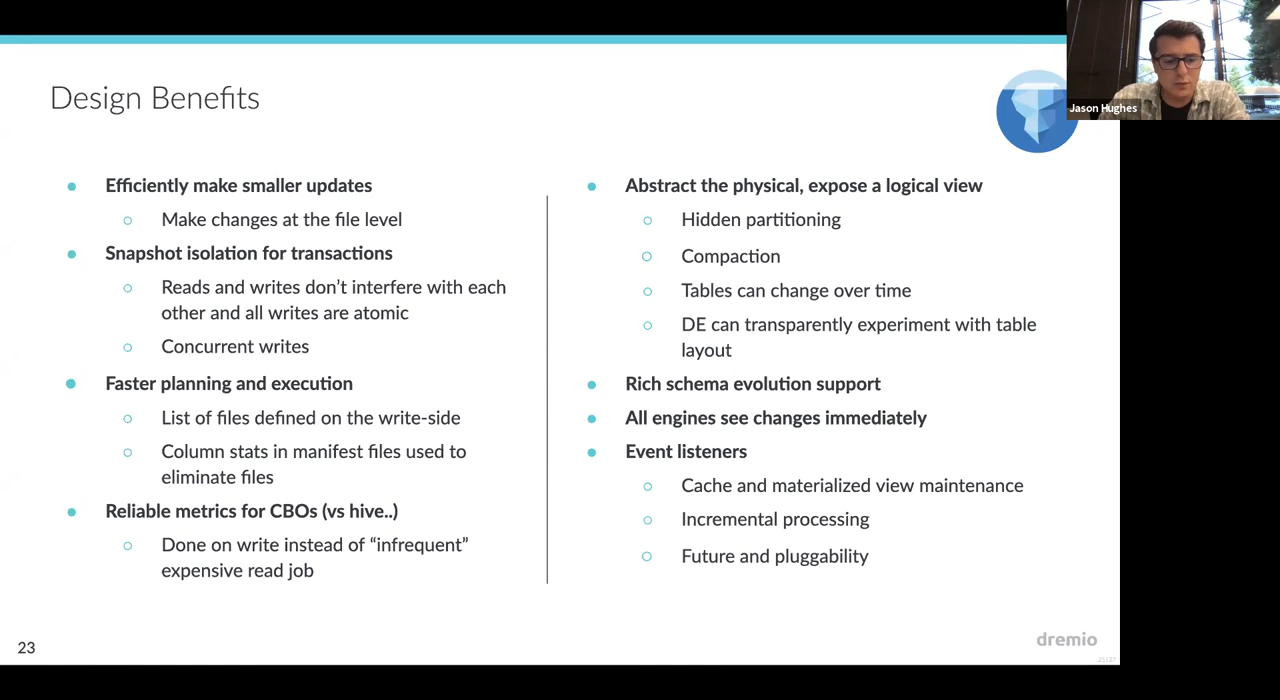 Jason Hughes
Design Benefits
Efficiently make smaller updates
Make changes at the file level
Snapshot isolation for transactions
Reads and writes don’t interfere with each
other and all writes are atomic
Concurrent writes
Faster planning and execution
List of files defined on the write-side
Column stats in manifest files used to
eliminate files
Reliable metrics for CBOs (vs hive..)
Done on write instead of “infrequent”
expensive read job
Abstract the physical, expose a logical view
Hidden partitioning
Compaction
Tables can change over time
DE can transparently experiment with table
layout
Rich schema evolution support
All engines see changes immediately
Event listeners
Cache and materialized view maintenance
Incremental processing
Future and pluggability
23
dremio